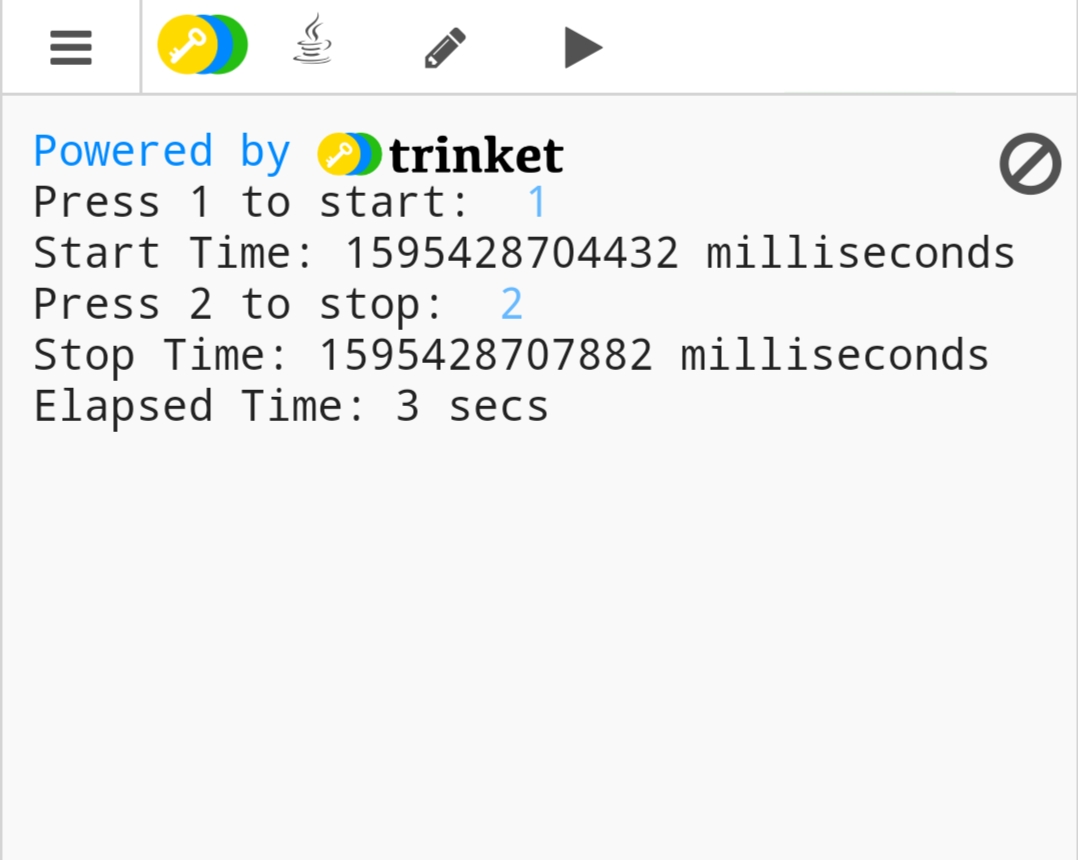 Powered by trinket
Press 1 to start:  1
Start Time: 1595428704432 milliseconds
Press 2 to stop:  2
Stop Time: 1595428707882 milliseconds
Elapsed Time: 3 secs